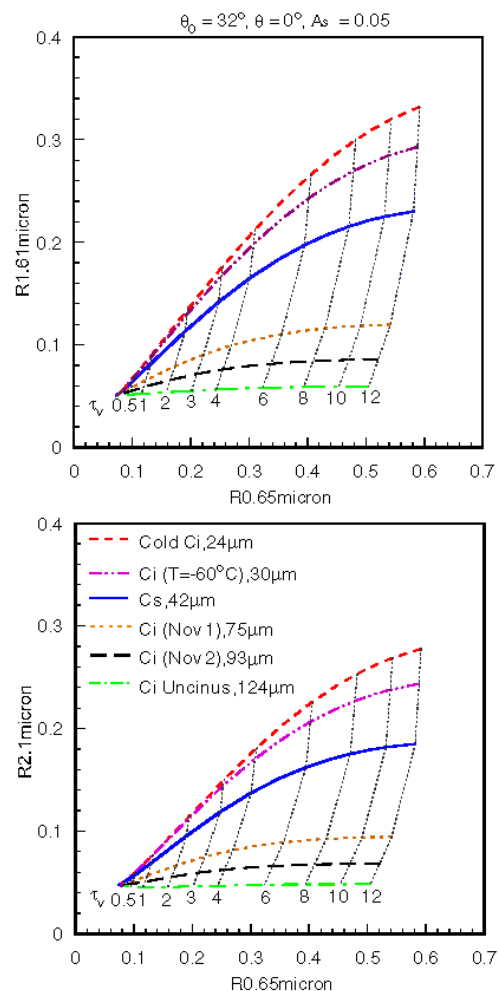 θ₀ = 32°, θ = 0°, As = 0.05
0.4
0.3
0.2
0.1
0
R1.61micron
τᵥ 0.51 2 3 4 6 8 10 12
0 0.1 0.2 0.3 0.4 0.5 0.6 0.7
R0.65micron
0.4
0.3
0.2
0.1
0
R2.1micron
Cold Ci,24µm
Ci (T=-60°C),30µm
Cs,42µm
Ci (Nov 1),75µm
Ci (Nov 2),93µm
Ci Uncinus,124µm
τᵥ 0.51 2 3 4 6 8 10 12
0 0.1 0.2 0.3 0.4 0.5 0.6 0.7
R0.65micron